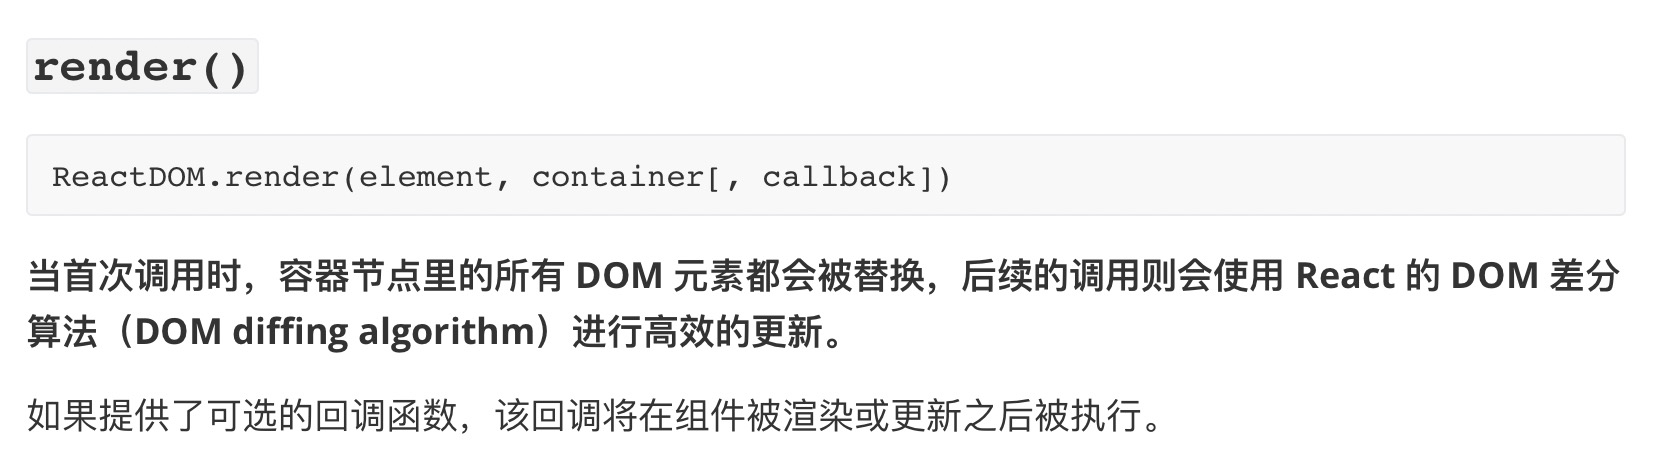 render()
ReactDOM.render(element, container[, callback])
当首次调用时，容器节点里的所有 DOM 元素都会被替换，后续的调用则会使用 React 的 DOM 差分
算法（DOM diffing algorithm）进行高效的更新。
如果提供了可选的回调函数，该回调将在组件被渲染或更新之后被执行。